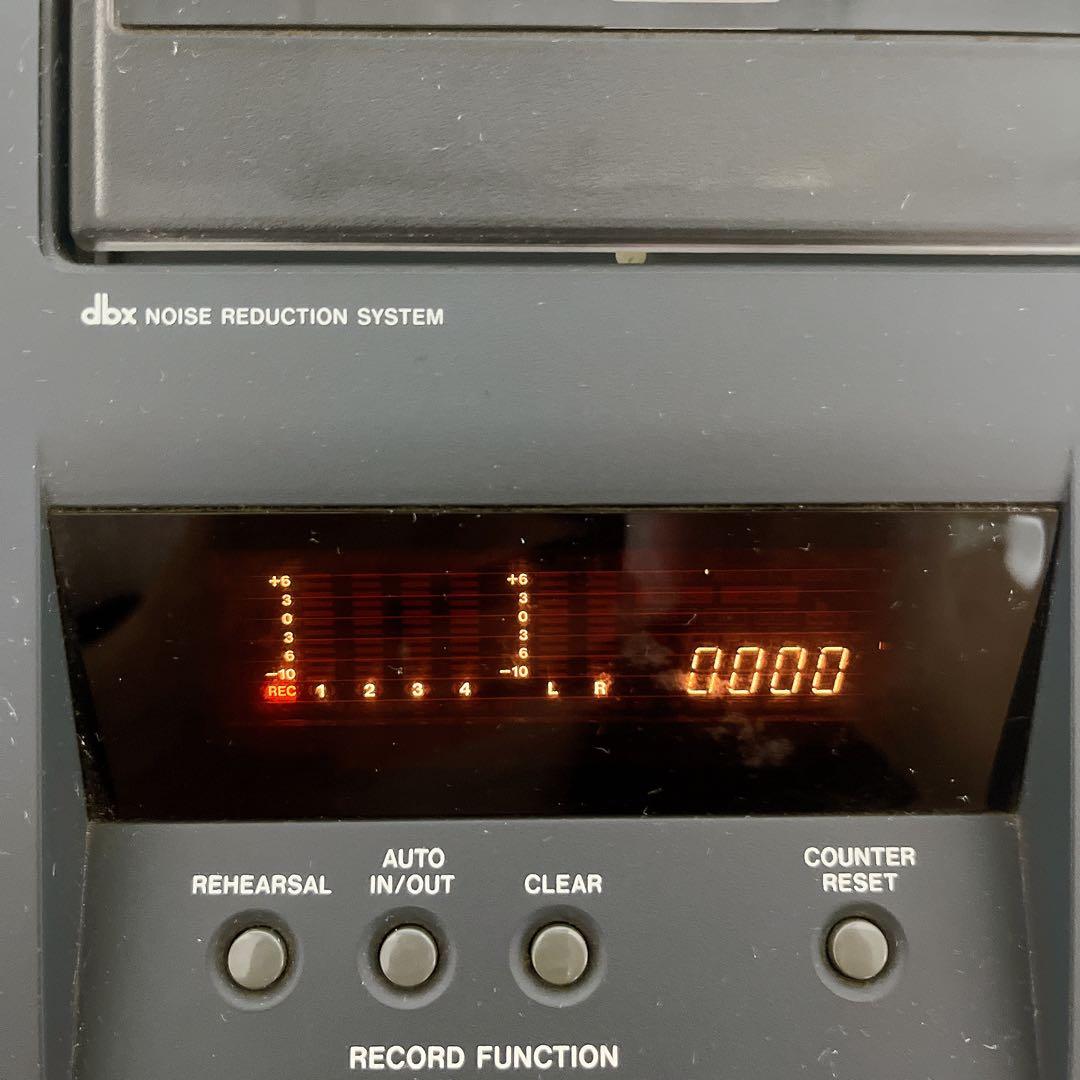 dbx NOISE REDUCTION SYSTEM
+6 +6
3 3
0 0
3 3
6 6
-10 -10
0000
REC 1 2 3 4 L R
AUTO
REHEARSAL IN/OUT CLEAR
COUNTER
RESET
RECORD FUNCTION